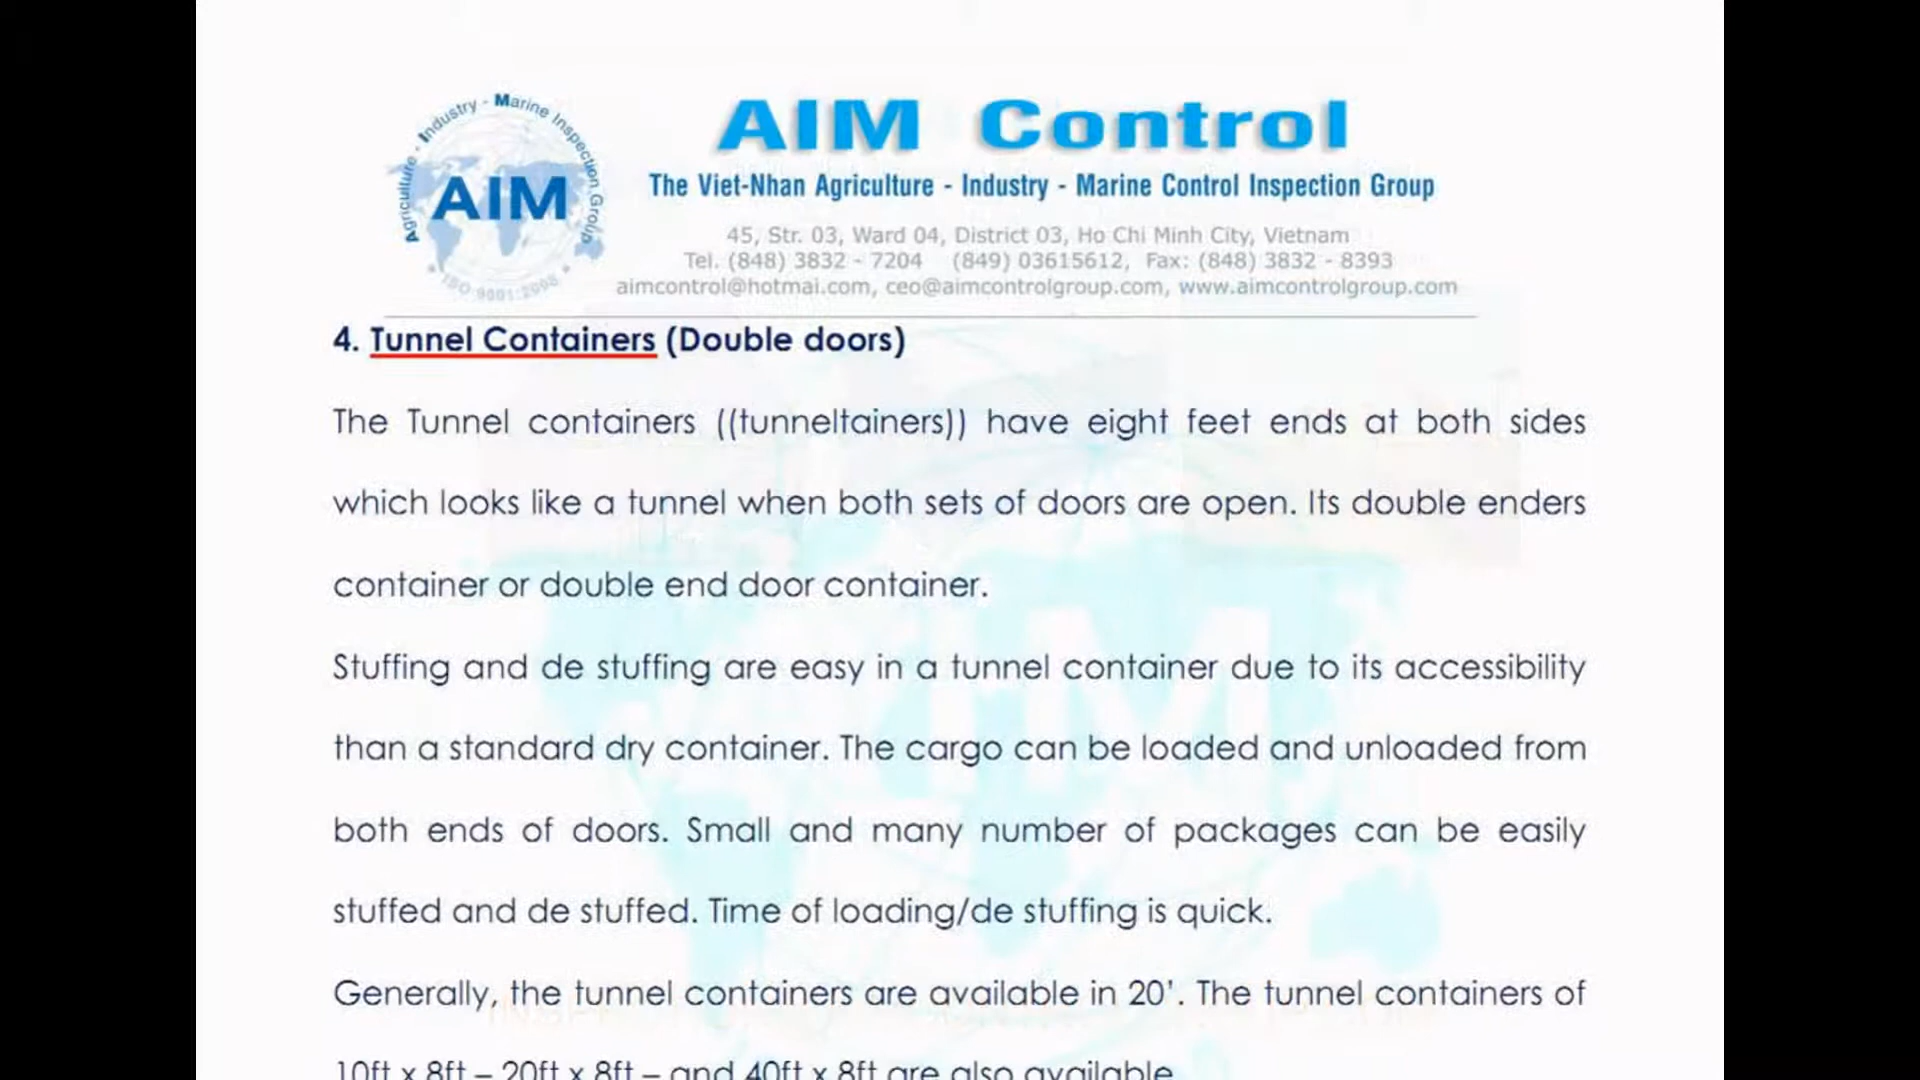 Agriculture - Industry - Marine Inspection Group
AIM
ISO 9001:2008
AIM Control
The Viet-Nhan Agriculture - Industry - Marine Control Inspection Group
45, Str. 03, Ward 04, District 03, Ho Chi Minh City, Vietnam
Tel. (848) 3832 - 7204 (849) 03615612, Fax: (848) 3832 - 8393
aimcontrol@hotmai.com, ceo@aimcontrolgroup.com, www.aimcontrolgroup.com
4. Tunnel Containers (Double doors)
The Tunnel containers ((tunneltainers)) have eight feet ends at both sides
which looks like a tunnel when both sets of doors are open. Its double enders
container or double end door container.
Stuffing and de stuffing are easy in a tunnel container due to its accessibility
than a standard dry container. The cargo can be loaded and unloaded from
both ends of doors. Small and many number of packages can be easily
stuffed and de stuffed. Time of loading/de stuffing is quick.
Generally, the tunnel containers are available in 20'. The tunnel containers of
10ft x 8ft – 20ft x 8ft – and 40ft x 8ft are also available